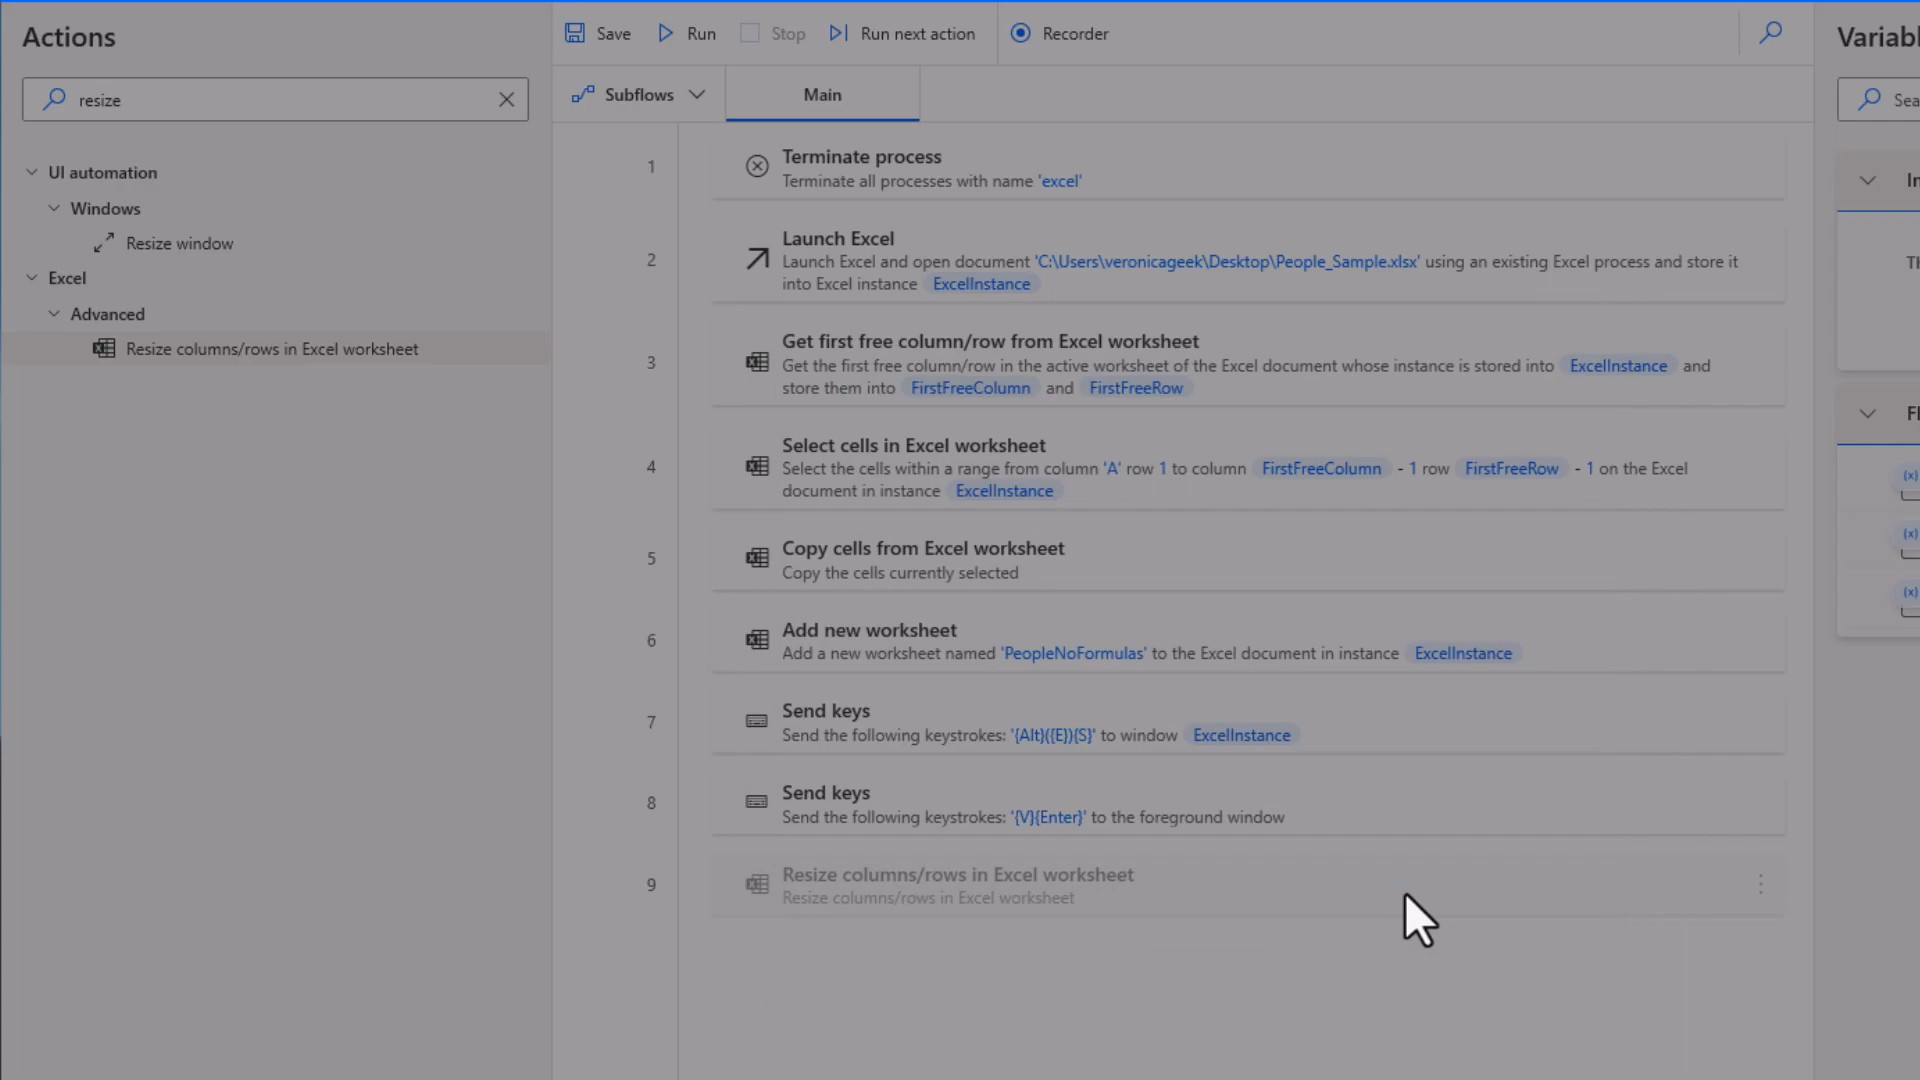 Actions
resize
UI automation
Windows
Resize window
Excel
Advanced
Resize columns/rows in Excel worksheet
Save
Run
Stop
Run next action
Recorder
Subflows
Main
1
Terminate process
Terminate all processes with name 'excel'
2
Launch Excel
Launch Excel and open document 'C:\Users\veronicageek\Desktop\People_Sample.xlsx' using an existing Excel process and store it
into Excel instance ExcelInstance
3
Get first free column/row from Excel worksheet
Get the first free column/row in the active worksheet of the Excel document whose instance is stored into ExcelInstance and
store them into FirstFreeColumn and FirstFreeRow
4
Select cells in Excel worksheet
Select the cells within a range from column 'A' row 1 to column FirstFreeColumn - 1 row FirstFreeRow - 1 on the Excel
document in instance ExcelInstance
5
Copy cells from Excel worksheet
Copy the cells currently selected
6
Add new worksheet
Add a new worksheet named 'PeopleNoFormulas' to the Excel document in instance ExcelInstance
7
Send keys
Send the following keystrokes: '{Alt}({E}){S}' to window ExcelInstance
8
Send keys
Send the following keystrokes: '{V}{Enter}' to the foreground window
9
Resize columns/rows in Excel worksheet
Resize columns/rows in Excel worksheet
Variabl
Sea
In
Th
Fl
(x)
(x)
(x)